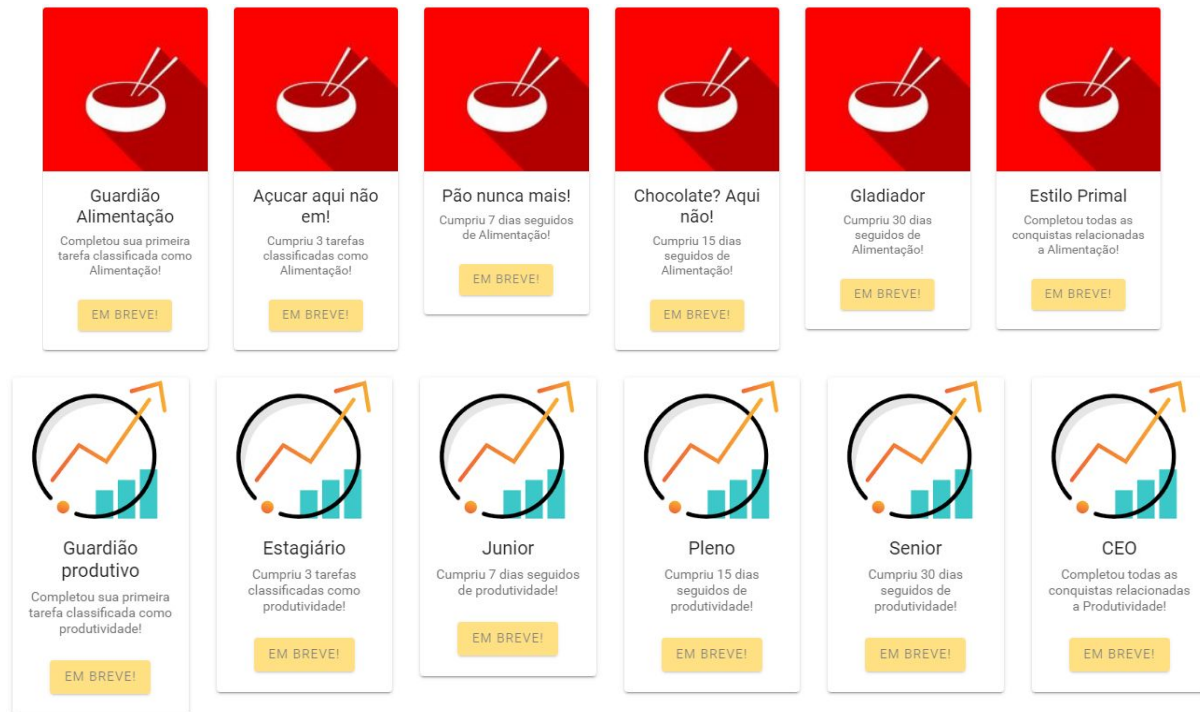 Guardião
Alimentação
Completou sua primeira
tarefa classificada como
Alimentação!
EM BREVE!
Açucar aqui não
em!
Cumpriu 3 tarefas
classificadas como
Alimentação!
EM BREVE!
Pão nunca mais!
Cumpriu 7 dias seguidos
de Alimentação!
EM BREVE!
Chocolate? Aqui
não!
Cumpriu 15 dias
seguidos de
Alimentação!
EM BREVE!
Gladiador
Cumpriu 30 dias
seguidos de
Alimentação!
EM BREVE!
Estilo Primal
Completou todas as
conquistas relacionadas
a Alimentação!
EM BREVE!
Guardião
produtivo
Completou sua primeira
tarefa classificada como
produtividade!
EM BREVE!
Estagiário
Cumpriu 3 tarefas
classificadas como
produtividade!
EM BREVE!
Junior
Cumpriu 7 dias seguidos
de produtividade!
EM BREVE!
Pleno
Cumpriu 15 dias
seguidos de
produtividade!
EM BREVE!
Senior
Cumpriu 30 dias
seguidos de
produtividade!
EM BREVE!
CEO
Completou todas as
conquistas relacionadas
a Produtividade!
EM BREVE!